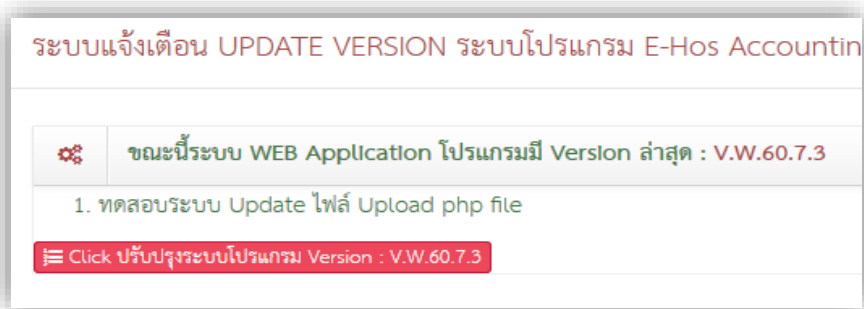 ระบบแจ้งเตือน UPDATE VERSION ระบบโปรแกรม E-Hos Accountin
ขณะนี้ระบบ WEB Application โปรแกรมมี Version ล่าสุด : V.W.60.7.3
1. ทดสอบระบบ Update ไฟล์ Upload php file
Click ปรับปรุงระบบโปรแกรม Version : V.W.60.7.3